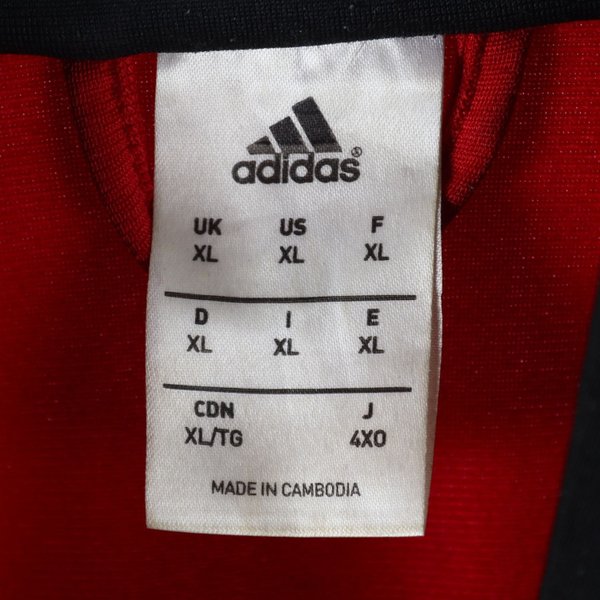 adidas®
UK US F
XL XL XL
D I E
XL XL XL
CDN J
XL/TG 4XO
MADE IN CAMBODIA